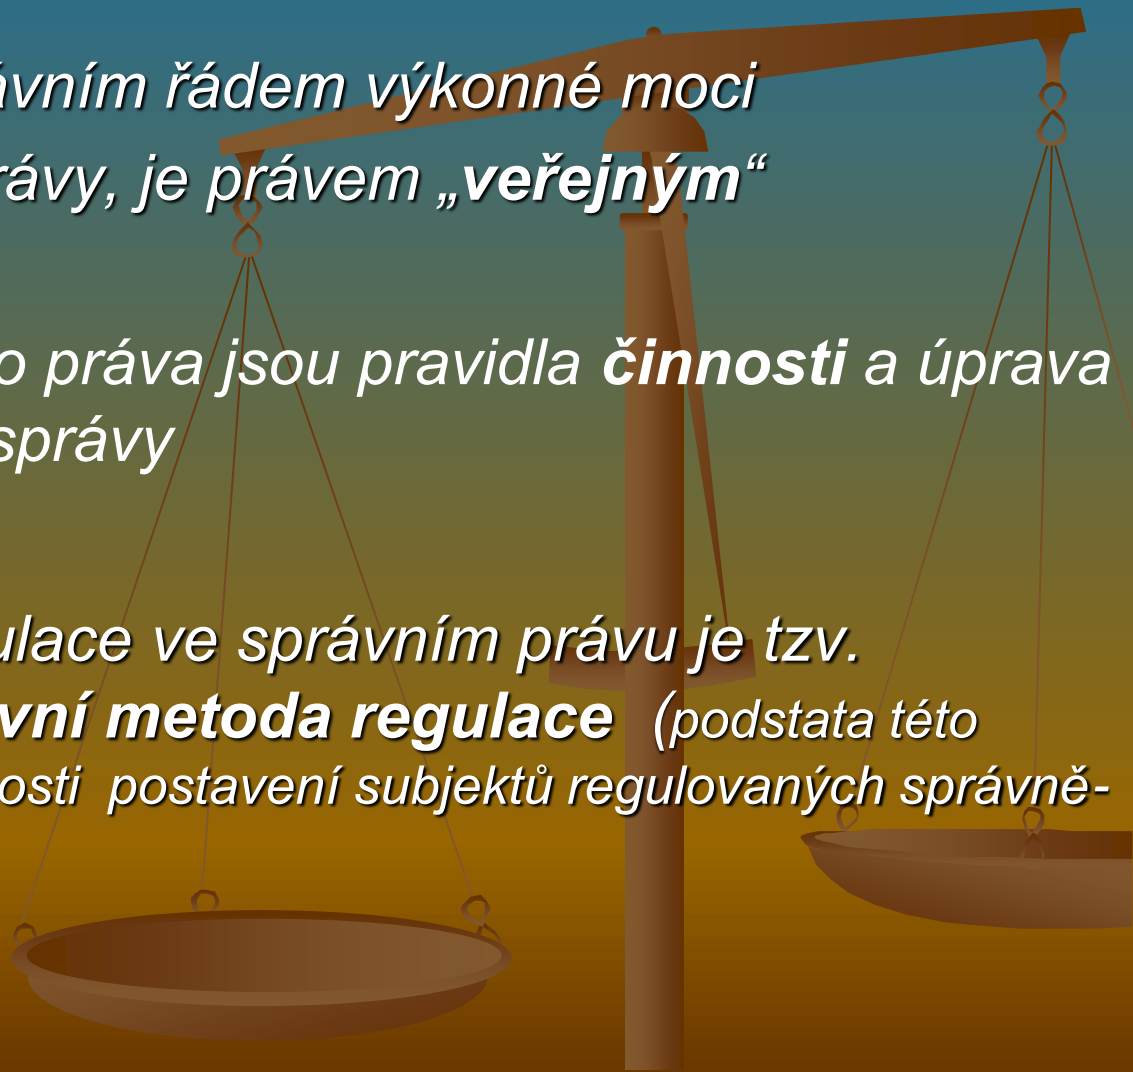 ávním řádem výkonné moci
rávy, je právem „veřejným“
o práva jsou pravidla činnosti a úprava
správy
ulace ve správním právu je tzv.
vní metoda regulace (podstata této
osti postavení subjektů regulovaných správně-